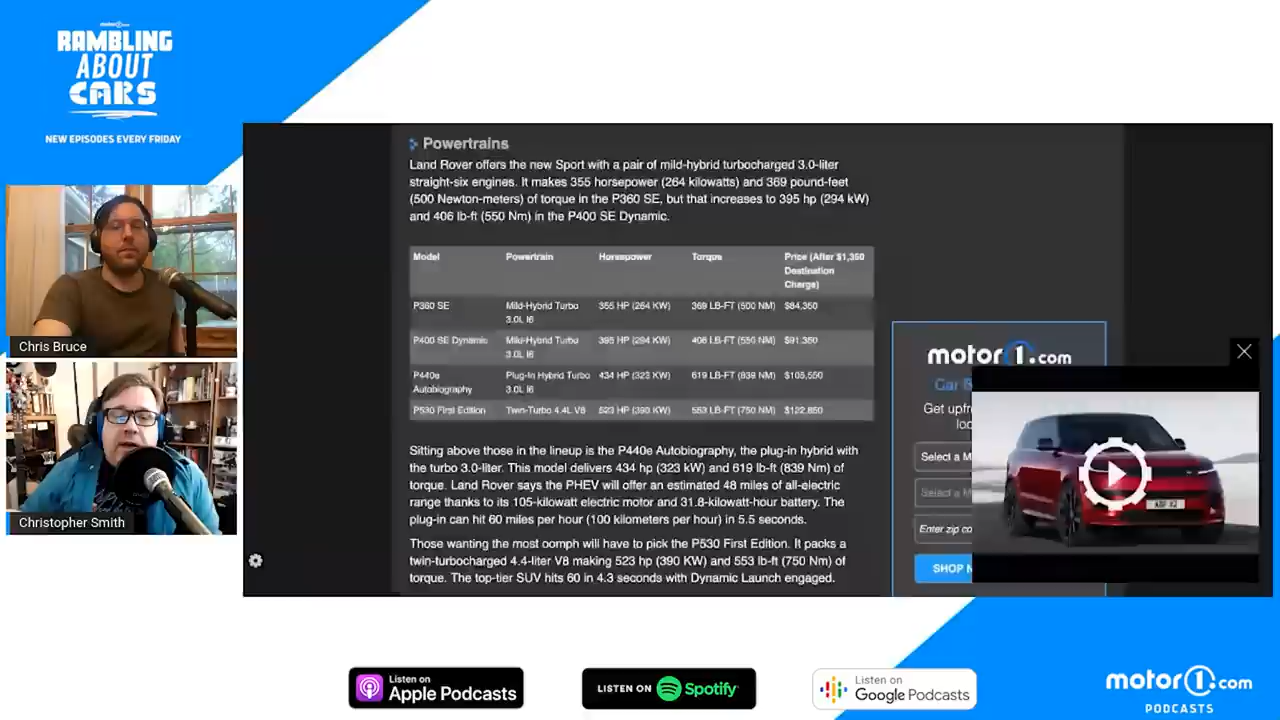 motor1.com
RAMBLING
ABOUT
CARS
NEW EPISODES EVERY FRIDAY
Chris Bruce
Christopher Smith
Powertrains
Land Rover offers the new Sport with a pair of mild-hybrid turbocharged 3.0-liter
straight-six engines. It makes 355 horsepower (264 kilowatts) and 369 pound-feet
(500 Newton-meters) of torque in the P360 SE, but that increases to 395 hp (294 kW)
and 406 lb-ft (550 Nm) in the P400 SE Dynamic.
Model Powertrain Horsepower Torque Price (After $1,350
Destination
Charge)
P360 SE Mild-Hybrid Turbo 355 HP (264 KW) 369 LB-FT (500 NM) $84,350
3.0L I6
P400 SE Dynamic Mild-Hybrid Turbo 395 HP (294 KW) 406 LB-FT (550 NM) $91,350
3.0L I6
P440e Plug-In Hybrid Turbo 434 HP (323 KW) 619 LB-FT (839 NM) $105,550
Autobiography 3.0L I6
P530 First Edition Twin-Turbo 4.4L V8 523 HP (390 KW) 553 LB-FT (750 NM) $122,850
Sitting above those in the lineup is the P440e Autobiography, the plug-in hybrid with
the turbo 3.0-liter. This model delivers 434 hp (323 kW) and 619 lb-ft (839 Nm) of
torque. Land Rover says the PHEV will offer an estimated 48 miles of all-electric
range thanks to its 105-kilowatt electric motor and 31.8-kilowatt-hour battery. The
plug-in can hit 60 miles per hour (100 kilometers per hour) in 5.5 seconds.
Those wanting the most oomph will have to pick the P530 First Edition. It packs a
twin-turbocharged 4.4-liter V8 making 523 hp (390 KW) and 553 lb-ft (750 Nm) of
torque. The top-tier SUV hits 60 in 4.3 seconds with Dynamic Launch engaged.
motor1.com
Car
Get upfr
loc
Select a M
Select a M
Enter zip co
SHOP N
Listen on
Apple Podcasts
LISTEN ON Spotify
Listen on
Google Podcasts
motor1.com
PODCASTS